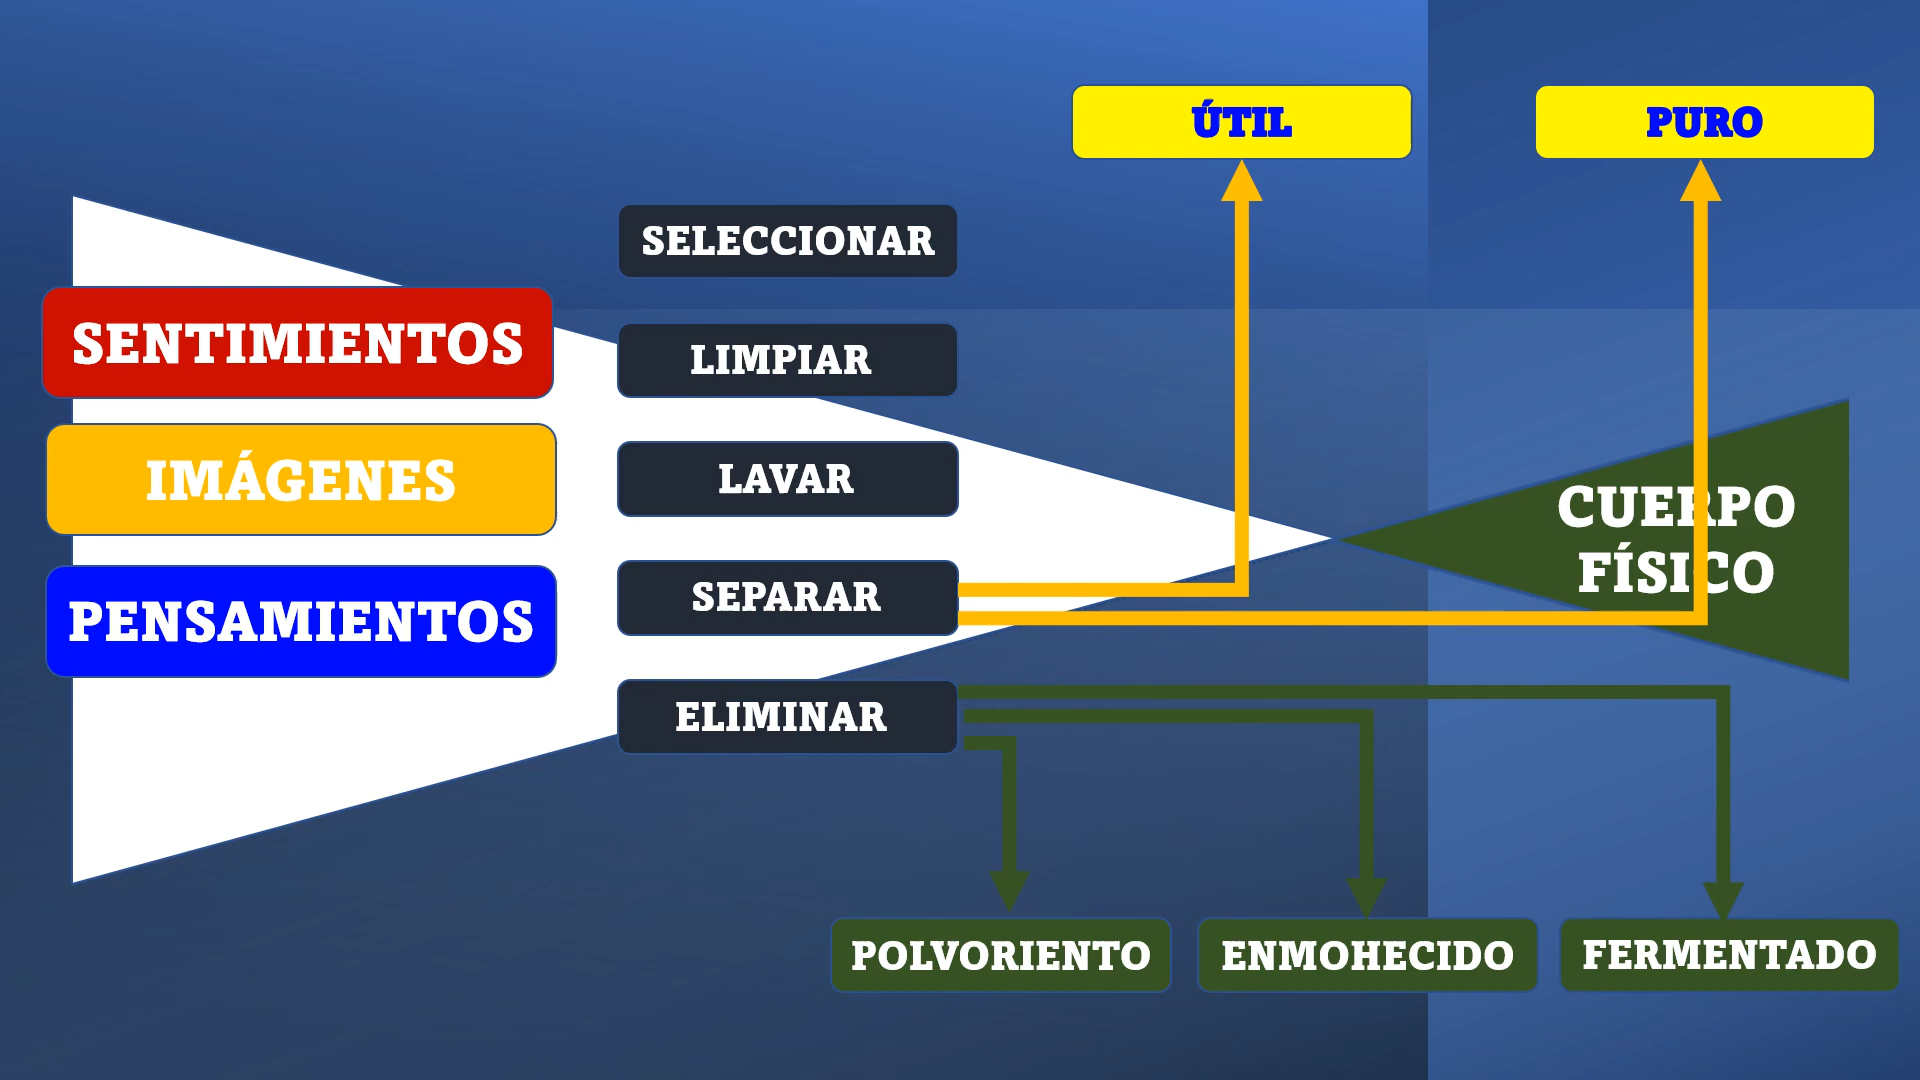 ÚTIL
PURO
SELECCIONAR
SENTIMIENTOS
LIMPIAR
IMÁGENES
LAVAR
CUERPO
FÍSICO
PENSAMIENTOS
SEPARAR
ELIMINAR
POLVORIENTO
ENMOHECIDO
FERMENTADO